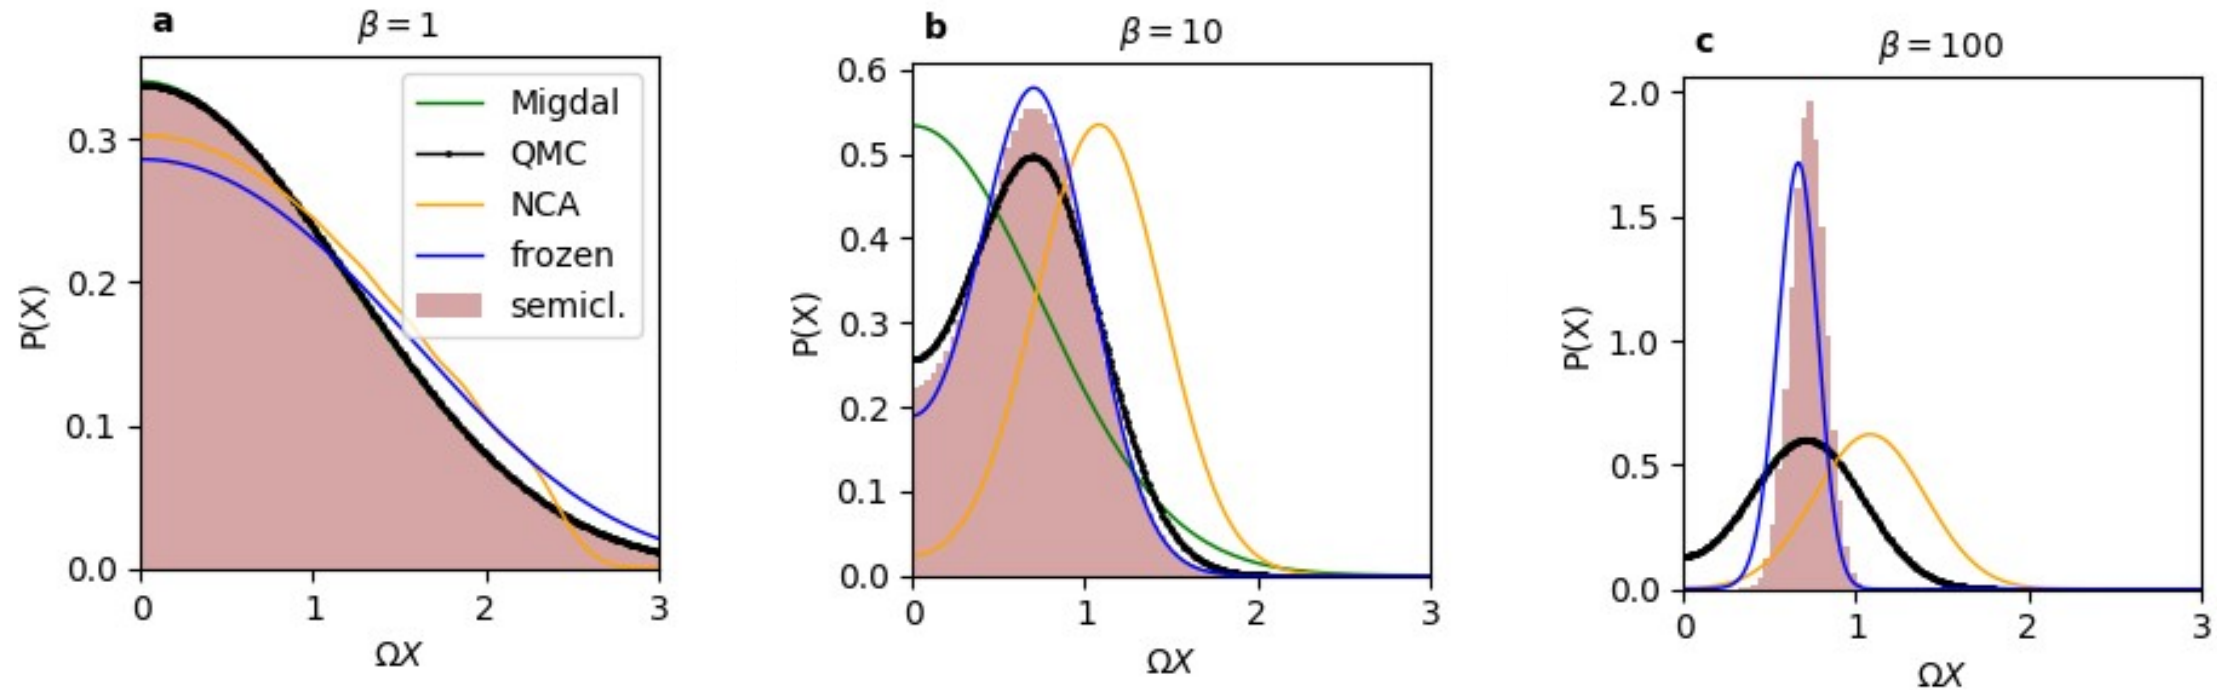 a
β = 1
P(X)
0.3
0.2
0.1
0.0
0
1
2
3
ΩX
Migdal
QMC
NCA
frozen
semicl.
b
β = 10
P(X)
0.6
0.5
0.4
0.3
0.2
0.1
0.0
0
1
2
3
ΩX
c
β = 100
P(X)
2.0
1.5
1.0
0.5
0.0
0
1
2
3
ΩX